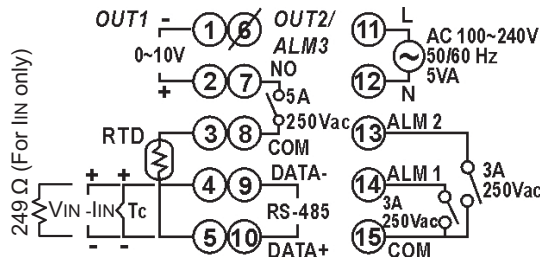 OUT1 - 1 6 OUT2/ 11 L
ALM3
0~10V
AC 100~240V
50/60 Hz
5VA
+ 2 7 NO 12 N
5A
250Vac
RTD 3 8 COM 13 ALM 2
249 Ω (For IIN only)
+ + 4 9 DATA- 14 ALM 1
3A
250Vac
VIN -IIN Tc RS-485
3A
250Vac
- - 5 10 DATA+ 15 COM